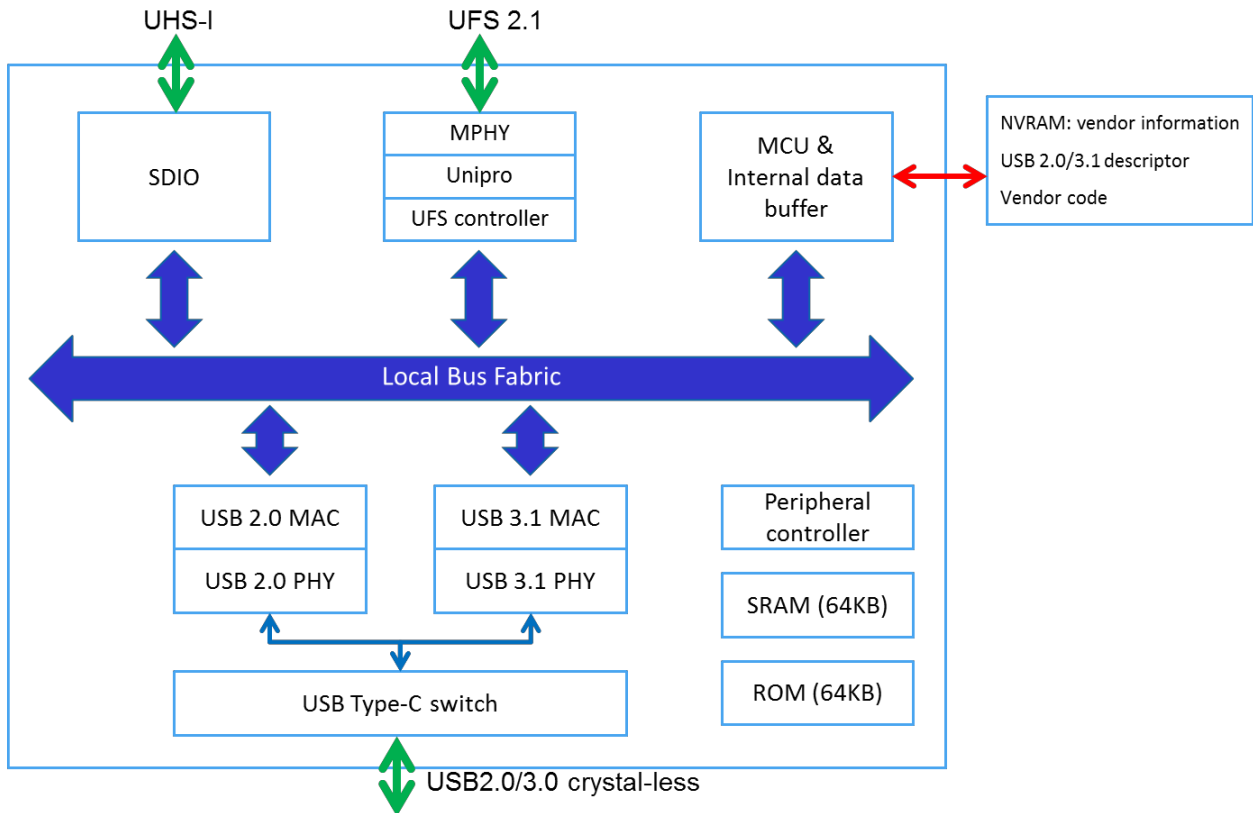 UHS-I
UFS 2.1
SDIO
MPHY
Unipro
UFS controller
MCU &
Internal data
buffer
NVRAM: vendor information
USB 2.0/3.1 descriptor
Vendor code
Local Bus Fabric
USB 2.0 MAC
USB 2.0 PHY
USB 3.1 MAC
USB 3.1 PHY
Peripheral
controller
SRAM (64KB)
ROM (64KB)
USB Type-C switch
USB2.0/3.0 crystal-less